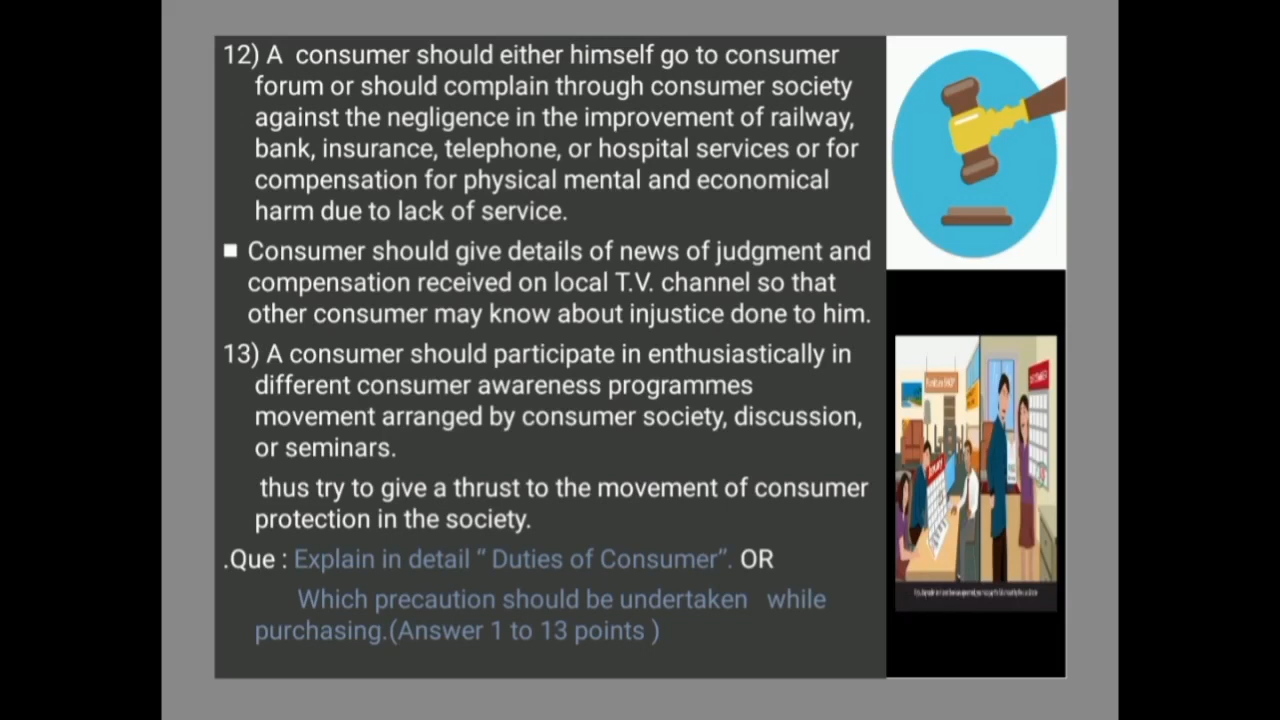 12) A consumer should either himself go to consumer
forum or should complain through consumer society
against the negligence in the improvement of railway,
bank, insurance, telephone, or hospital services or for
compensation for physical mental and economical
harm due to lack of service.
■ Consumer should give details of news of judgment and
compensation received on local T.V. channel so that
other consumer may know about injustice done to him.
13) A consumer should participate in enthusiastically in
different consumer awareness programmes
movement arranged by consumer society, discussion,
or seminars.
thus try to give a thrust to the movement of consumer
protection in the society.
.Que : Explain in detail “ Duties of Consumer”. OR
Which precaution should be undertaken while
purchasing.(Answer 1 to 13 points )
Furniture SHOP